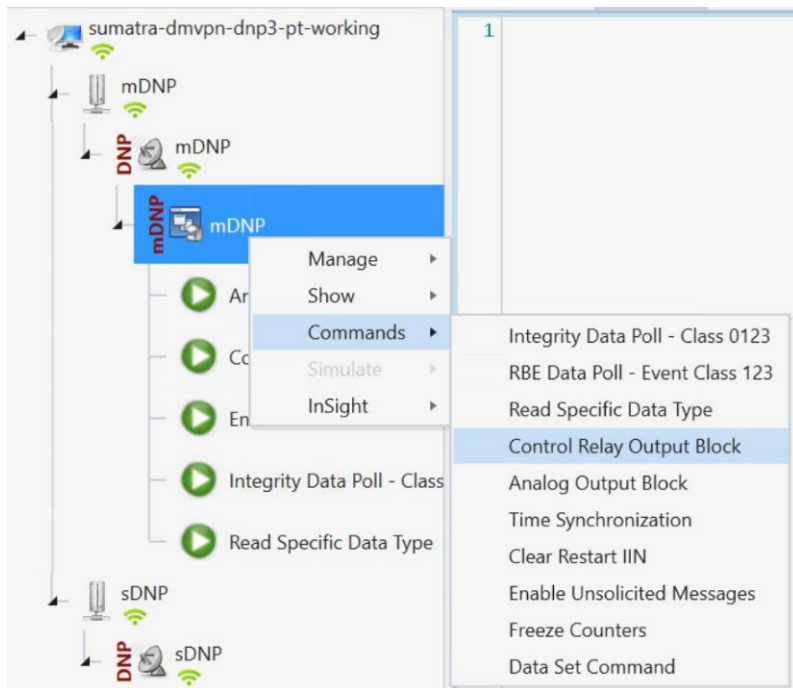 sumatra-dmvpn-dnp3-pt-working
1
mDNP
DNP
mDNP
mDNP
mDNP
Manage
Show
Commands
Simulate
InSight
Ar
Co
En
Integrity Data Poll - Class
Read Specific Data Type
Integrity Data Poll - Class 0123
RBE Data Poll - Event Class 123
Read Specific Data Type
Control Relay Output Block
Analog Output Block
Time Synchronization
Clear Restart IIN
Enable Unsolicited Messages
Freeze Counters
Data Set Command
sDNP
DNP
sDNP